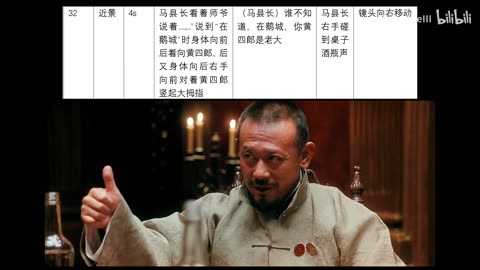 32 近景 4s 马县长看着师爷 (马县长)谁不知 马县长 镜头向右移动
说着......”说到“在 道,在鹅城,你黄 右手碰
鹅城”时身体向前 四郎是老大 到桌子
后看向黄四郎,后 酒瓶声
又身体向后右手
向前对着黄四郎
竖起大拇指
bilibili